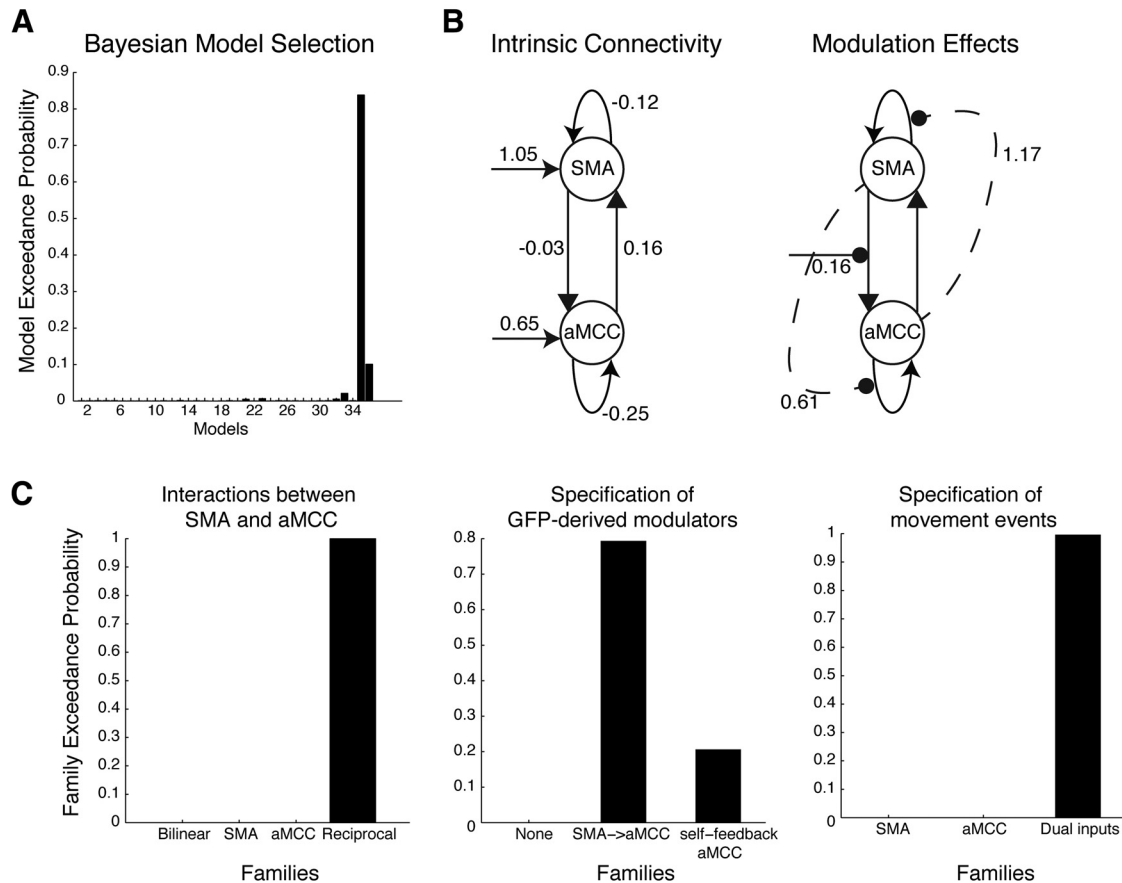 A
Bayesian Model Selection
Model Exceedance Probability
0.9
0.8
0.7
0.6
0.5
0.4
0.3
0.2
0.1
0
2 6 10 14 18 22 26 30 34
Models
B
Intrinsic Connectivity
-0.12
1.05
SMA
-0.03
0.16
0.65
aMCC
-0.25
Modulation Effects
SMA
1.17
0.16
aMCC
0.61
C
Interactions between
SMA and aMCC
Family Exceedance Probability
1
0.9
0.8
0.7
0.6
0.5
0.4
0.3
0.2
0.1
0
Bilinear SMA aMCC Reciprocal
Families
Specification of
GFP-derived modulators
0.8
0.7
0.6
0.5
0.4
0.3
0.2
0.1
0
None SMA->aMCC self-feedback
aMCC
Families
Specification of
movement events
1
0.9
0.8
0.7
0.6
0.5
0.4
0.3
0.2
0.1
0
SMA aMCC Dual inputs
Families